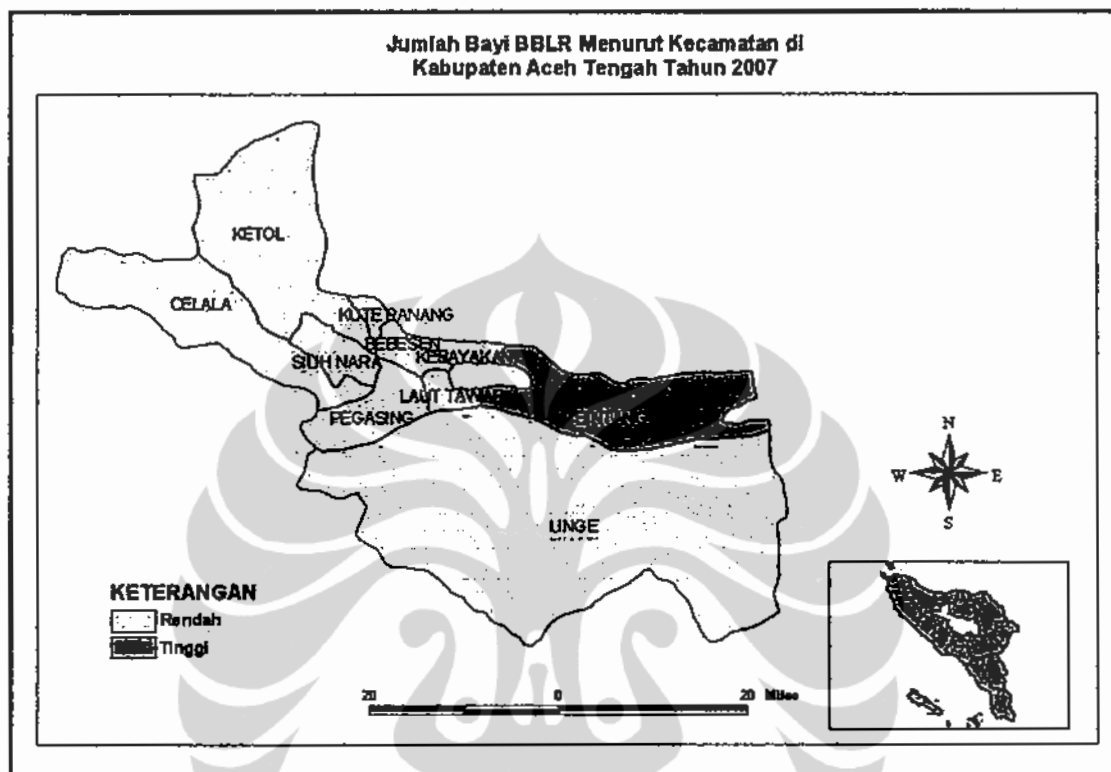 Jumlah Bayi BBLR Menurut Kecamatan di
Kabupaten Aceh Tengah Tahun 2007
KETOL
CELALA
KUTE PANANG
BEBESEN
KEBAYAKAN
SILIH NARA
LAUT TAWAR
BINTANG
PEGASING
LINGE
N
W E
S
KETERANGAN
Rendah
Tinggi
20 0 20 Miles